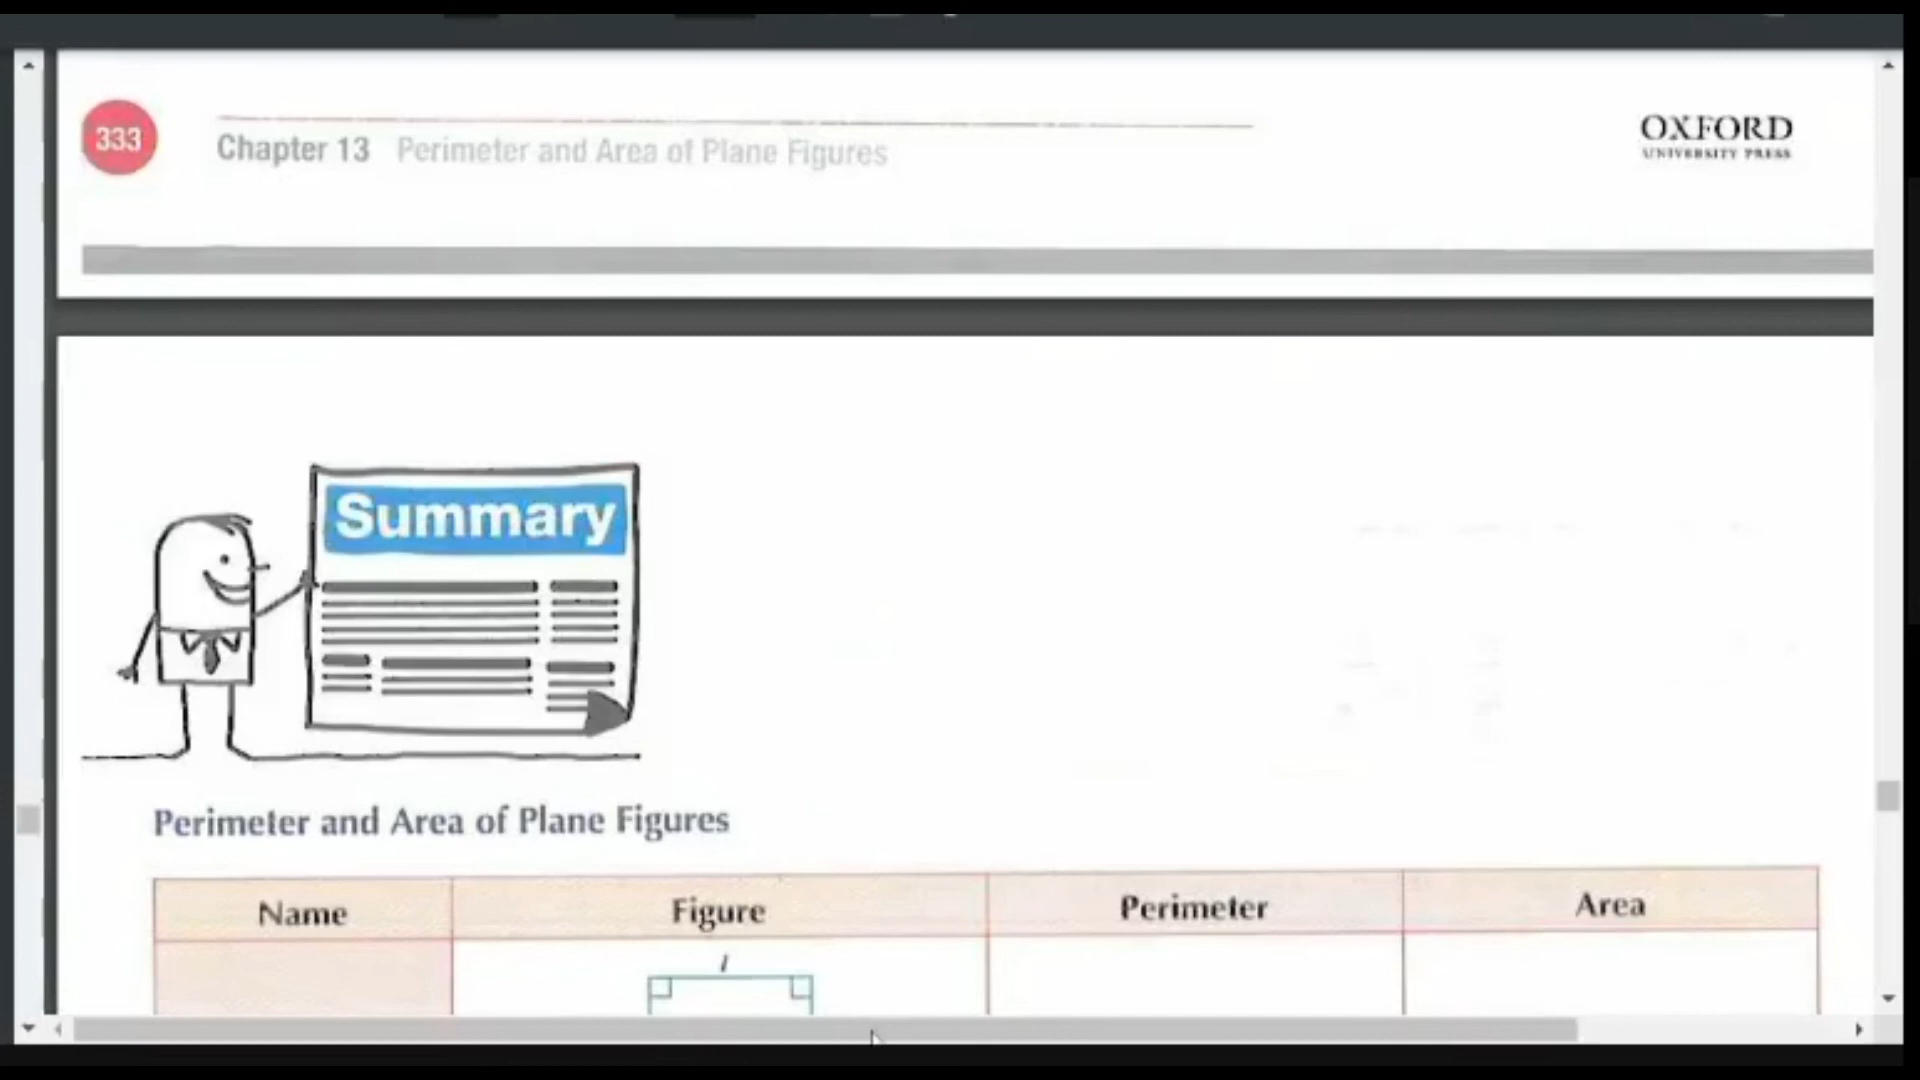 333
Chapter 13 Perimeter and Area of Plane Figures
OXFORD
UNIVERSITY PRESS
Summary
Perimeter and Area of Plane Figures
Name Figure Perimeter Area
l